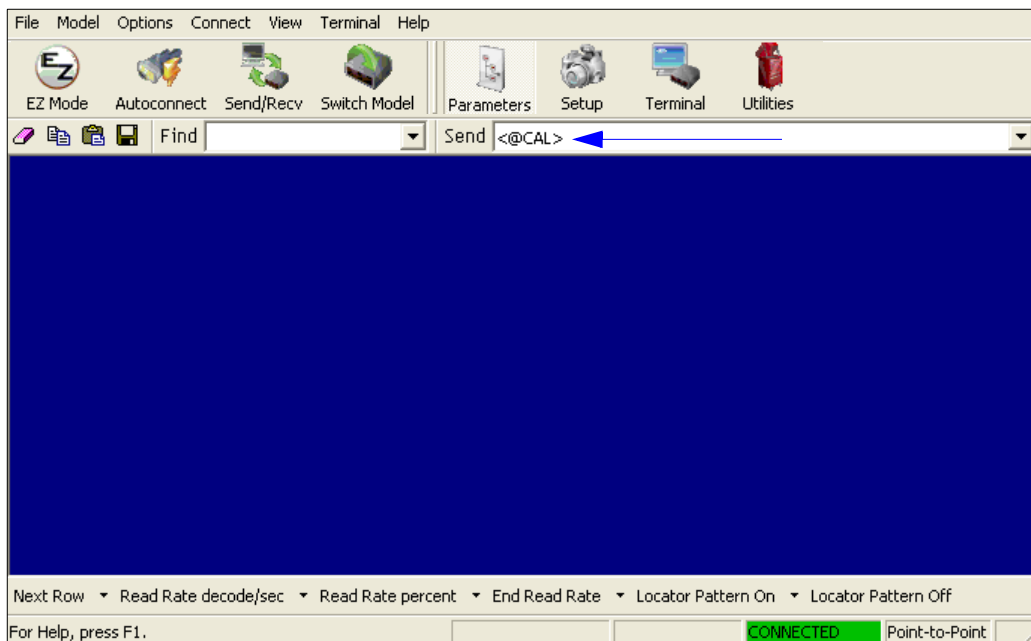 File Model Options Connect View Terminal Help
EZ
EZ Mode Autoconnect Send/Recv Switch Model Parameters Setup Terminal Utilities
Find Send <@CAL>
Next Row Read Rate decode/sec Read Rate percent End Read Rate Locator Pattern On Locator Pattern Off
For Help, press F1. CONNECTED Point-to-Point